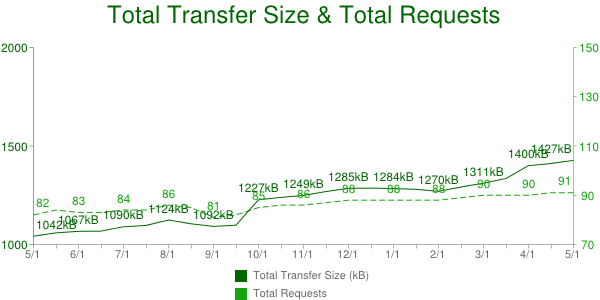 Total Transfer Size & Total Requests
2000 150
130
1427kB
1400kB
1500 110
1311kB
1285kB 1284kB 1270kB
1249kB
1227kB
82 83 84 86 81 85 86 88 88 88 90 90 91
90
1042kB 1067kB 1090kB 1124kB 1092kB
1000 70
5/1 6/1 7/1 8/1 9/1 10/1 11/1 12/1 1/1 2/1 3/1 4/1 5/1
Total Transfer Size (kB)
Total Requests